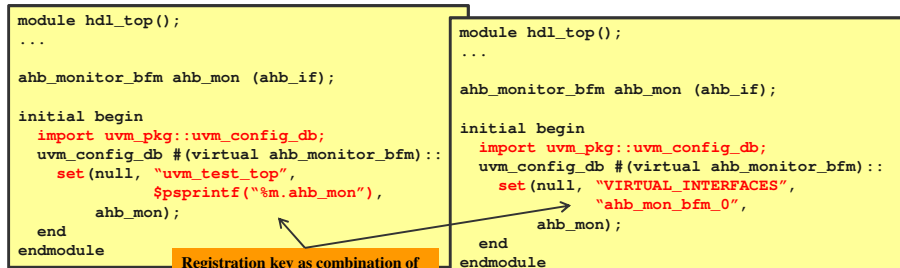 module hdl_top();
...
ahb_monitor_bfm ahb_mon (ahb_if);
initial begin
import uvm_pkg::uvm_config_db;
uvm_config_db #(virtual ahb_monitor_bfm)::
set(null, “uvm_test_top”,
$psprintf(“%m.ahb_mon”),
ahb_mon);
end
endmodule
Registration key as combination of
module hdl_top();
...
ahb_monitor_bfm ahb_mon (ahb_if);
initial begin
import uvm_pkg::uvm_config_db;
uvm_config_db #(virtual ahb_monitor_bfm)::
set(null, “VIRTUAL_INTERFACES”,
“ahb_mon_bfm_0”,
ahb_mon);
end
endmodule